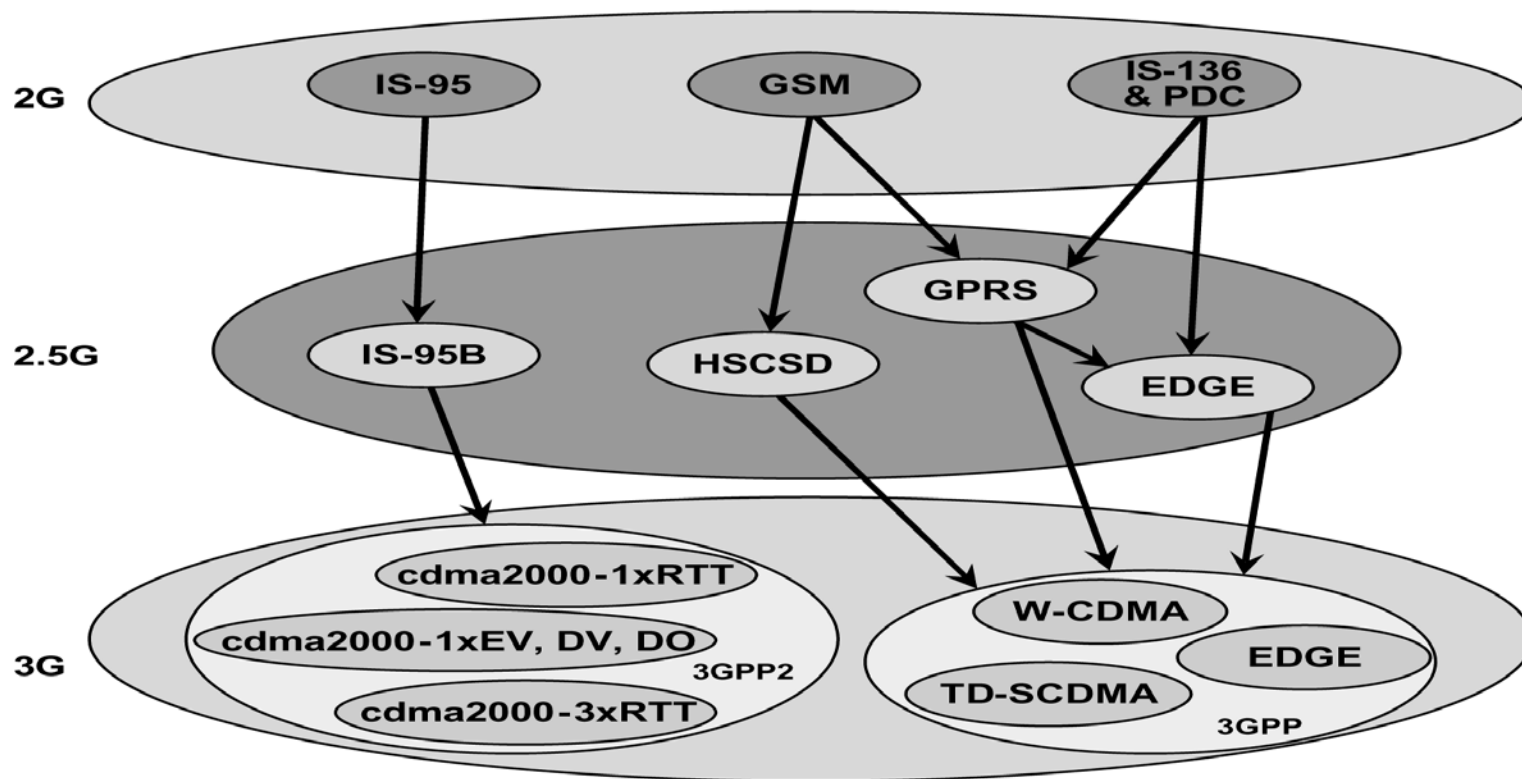 2G
IS-95
GSM
IS-136
& PDC
2.5G
GPRS
IS-95B
HSCSD
EDGE
3G
cdma2000-1xRTT
cdma2000-1xEV, DV, DO
3GPP2
cdma2000-3xRTT
W-CDMA
EDGE
TD-SCDMA
3GPP